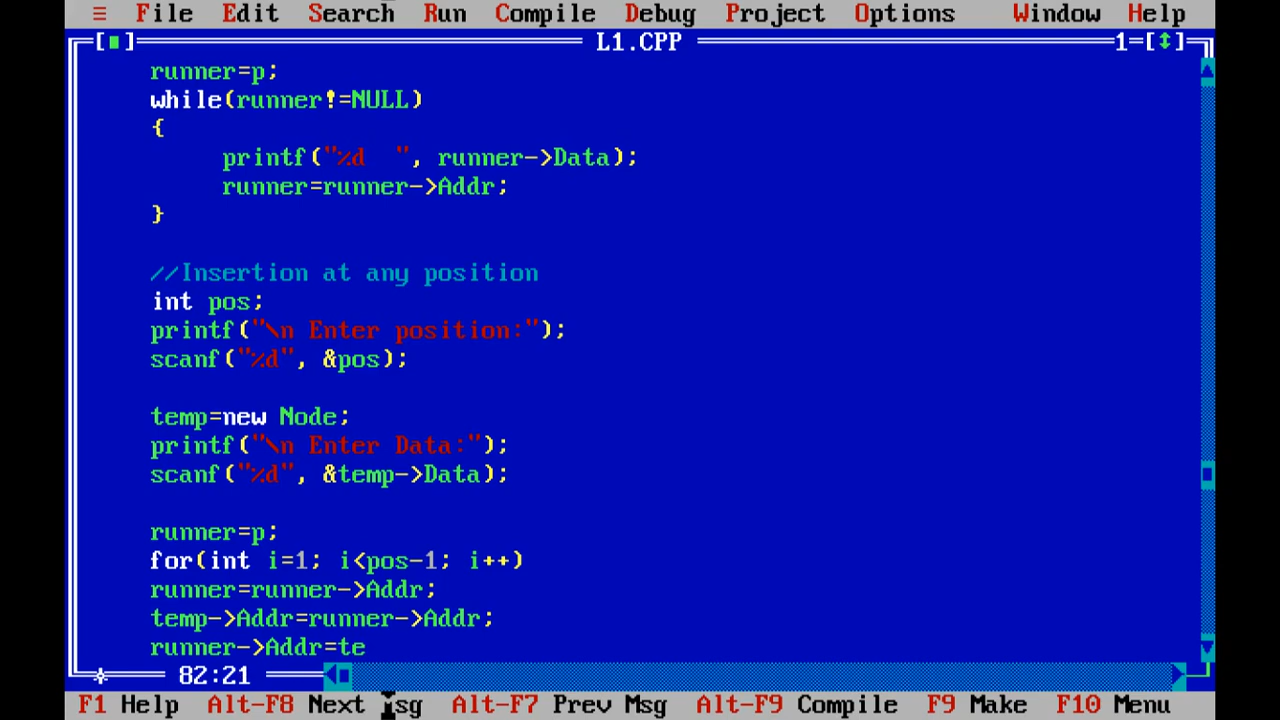 ≡ File Edit Search Run Compile Debug Project Options Window Help
[■] L1.CPP 1=[↕]
runner=p;
while(runner!=NULL)
{
printf("%d  ", runner->Data);
runner=runner->Addr;
}
//Insertion at any position
int pos;
printf("\n Enter position:");
scanf("%d", &pos);
temp=new Node;
printf("\n Enter Data:");
scanf("%d", &temp->Data);
runner=p;
for(int i=1; i<pos-1; i++)
runner=runner->Addr;
temp->Addr=runner->Addr;
runner->Addr=te
82:21
F1 Help Alt-F8 Next Msg Alt-F7 Prev Msg Alt-F9 Compile F9 Make F10 Menu